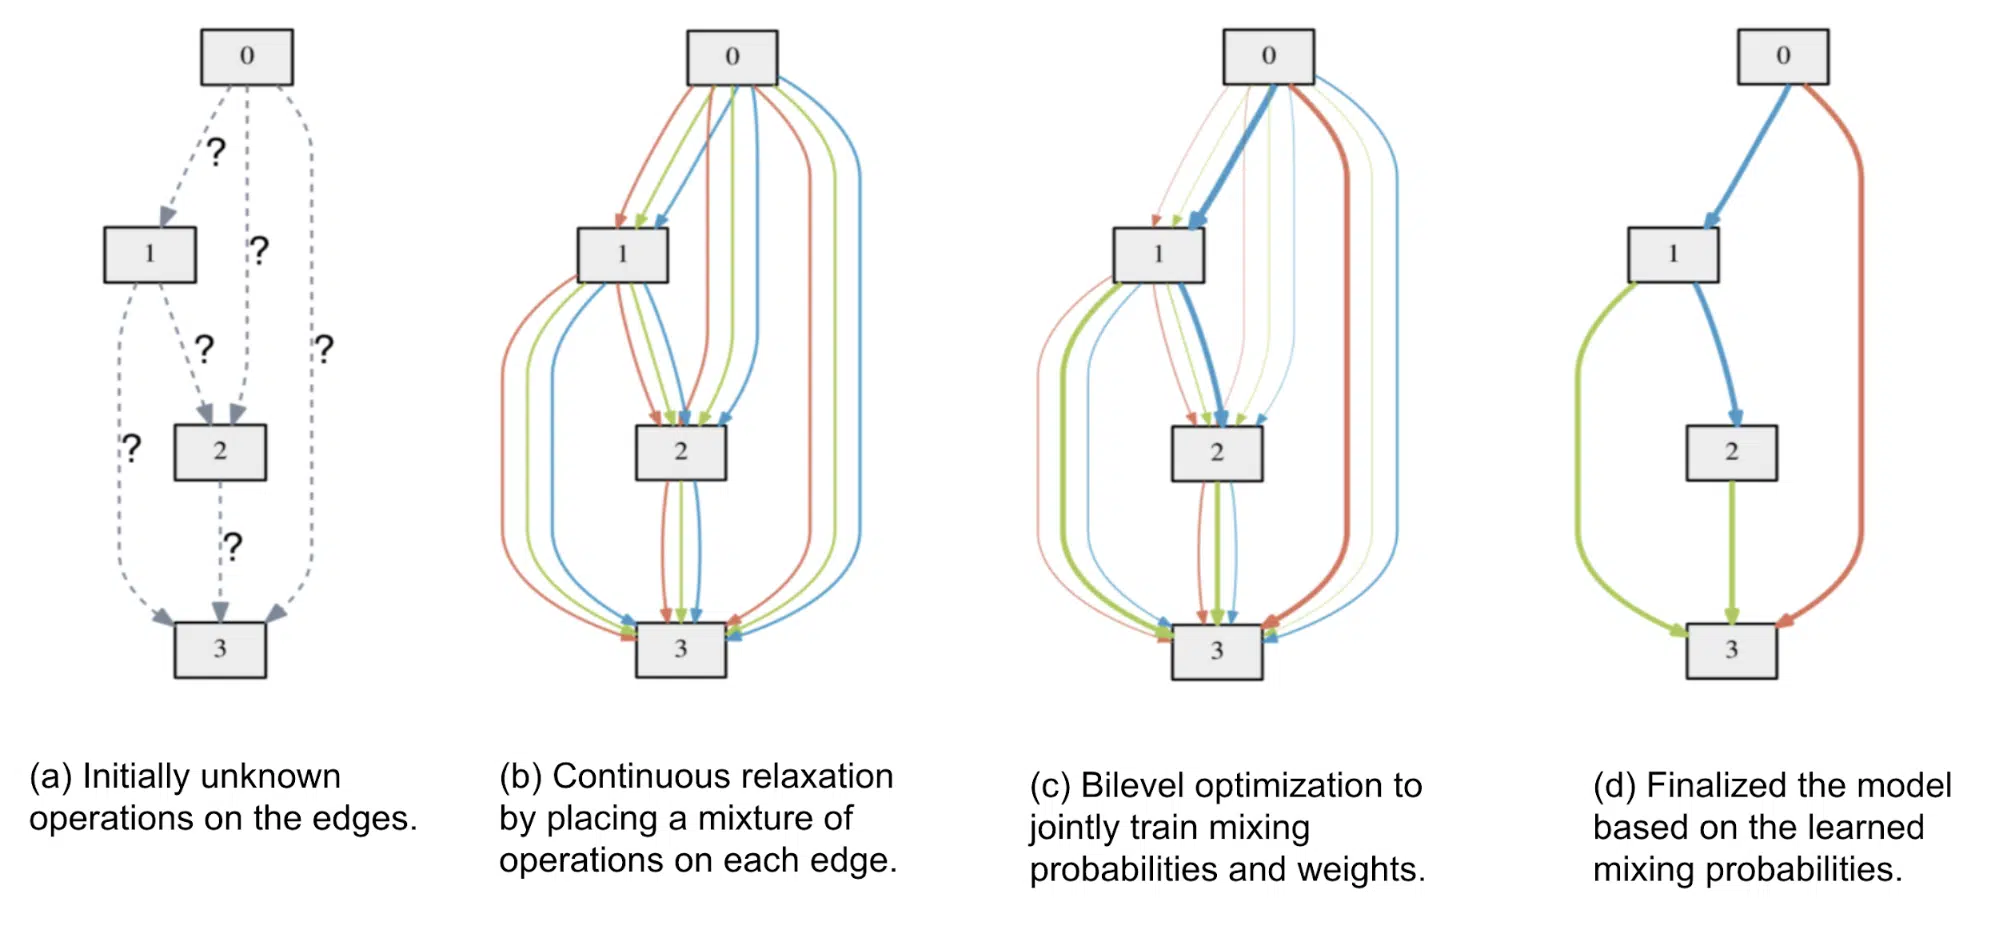 0
?
?
1
?
?
?
2
?
3
0
1
2
3
0
1
2
3
0
1
2
3
(a) Initially unknown
operations on the edges.
(b) Continuous relaxation
by placing a mixture of
operations on each edge.
(c) Bilevel optimization to
jointly train mixing
probabilities and weights.
(d) Finalized the model
based on the learned
mixing probabilities.